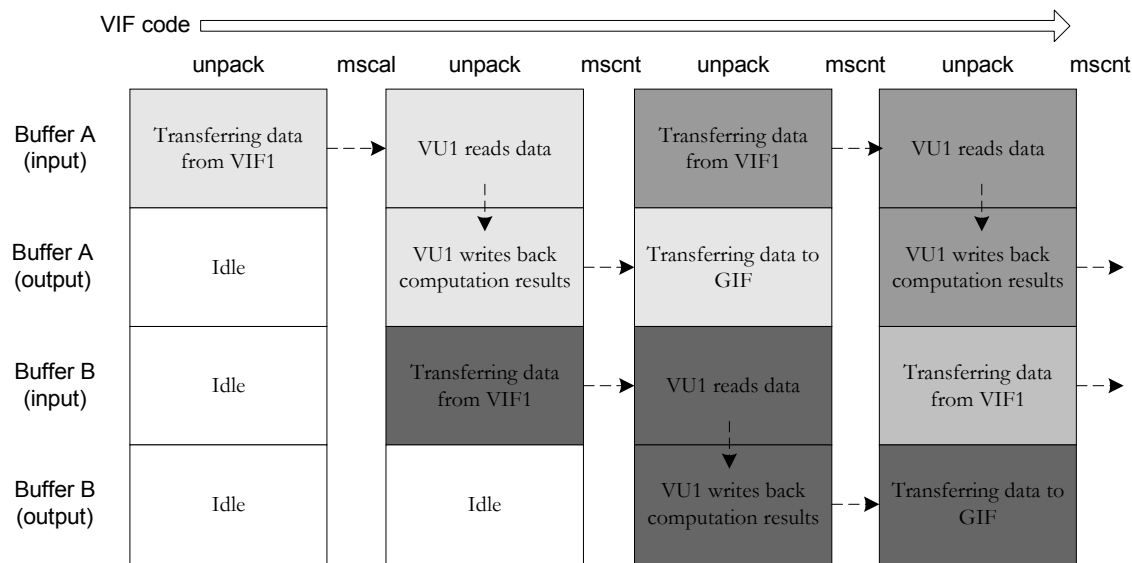 VIF code
unpack mscal unpack mscnt unpack mscnt unpack mscnt
Buffer A
(input)
Transferring data
from VIF1
VU1 reads data
Transferring data
from VIF1
VU1 reads data
Buffer A
(output)
Idle
VU1 writes back
computation results
Transferring data to
GIF
VU1 writes back
computation results
Buffer B
(input)
Idle
Transferring data
from VIF1
VU1 reads data
Transferring data
from VIF1
Buffer B
(output)
Idle
Idle
VU1 writes back
computation results
Transferring data to
GIF